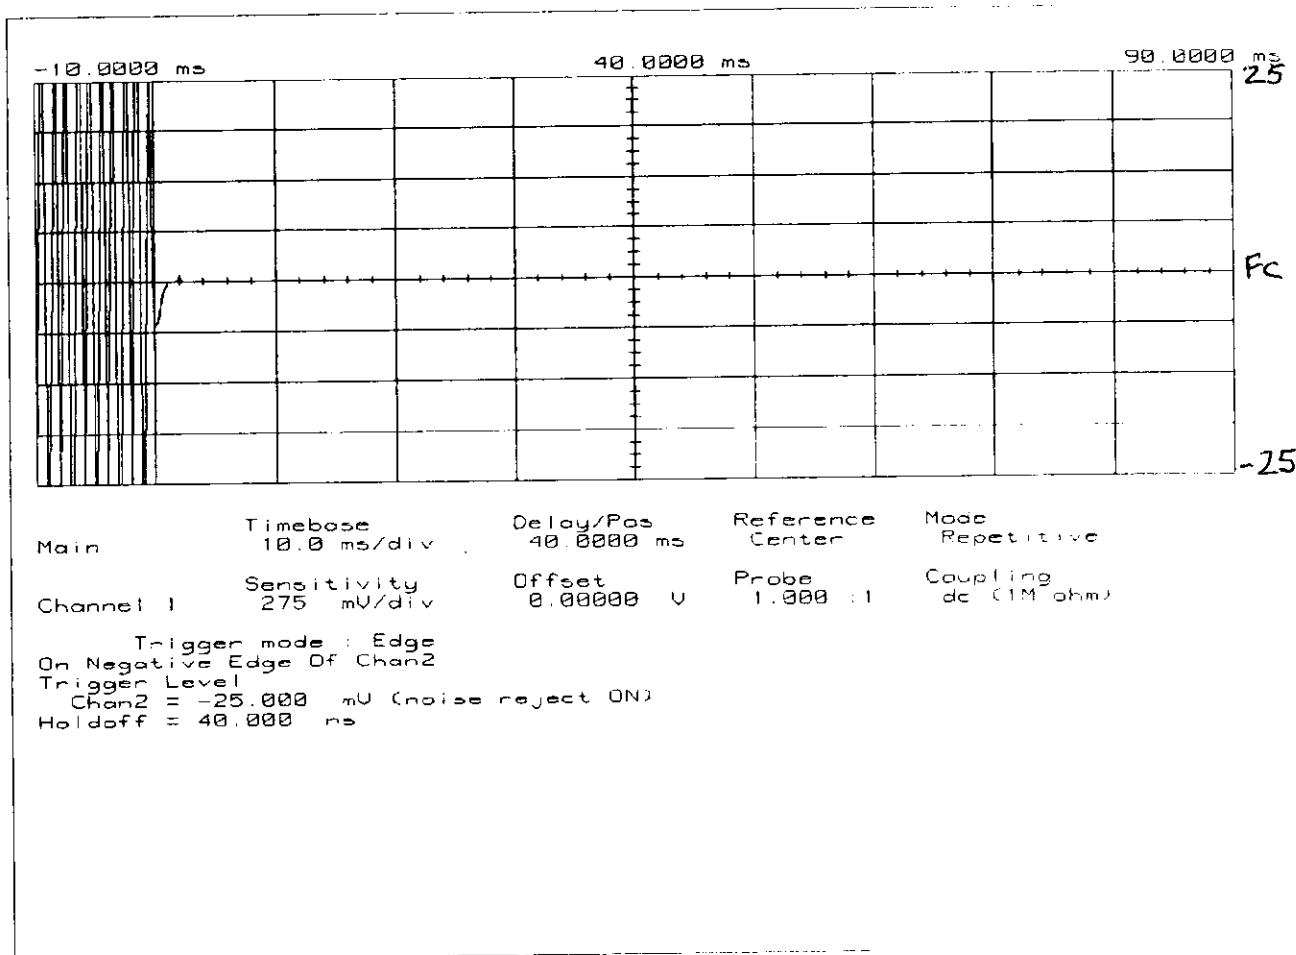 -10.0000 ms 40.0000 ms 90.0000 ms
25
Fc
-25
Timebase Delay/Pos Reference Mode
Main 10.0 ms/div 40.0000 ms Center Repetitive
Sensitivity Offset Probe Coupling
Channel 1 275 mV/div 0.00000 V 1.000 :1 dc (1M ohm)
Trigger mode : Edge
On Negative Edge Of Chan2
Trigger Level
Chan2 = -25.000 mV (noise reject ON)
Holdoff = 40.000 ns